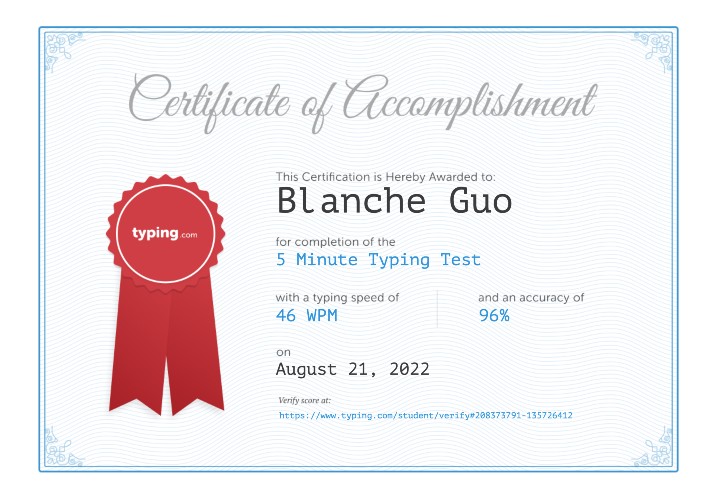 Certificate of Accomplishment
This Certification is Hereby Awarded to:
Blanche Guo
typing.com
for completion of the
5 Minute Typing Test
with a typing speed of
46 WPM
and an accuracy of
96%
on
August 21, 2022
Verify score at:
https://www.typing.com/student/verify#208373791-135726412